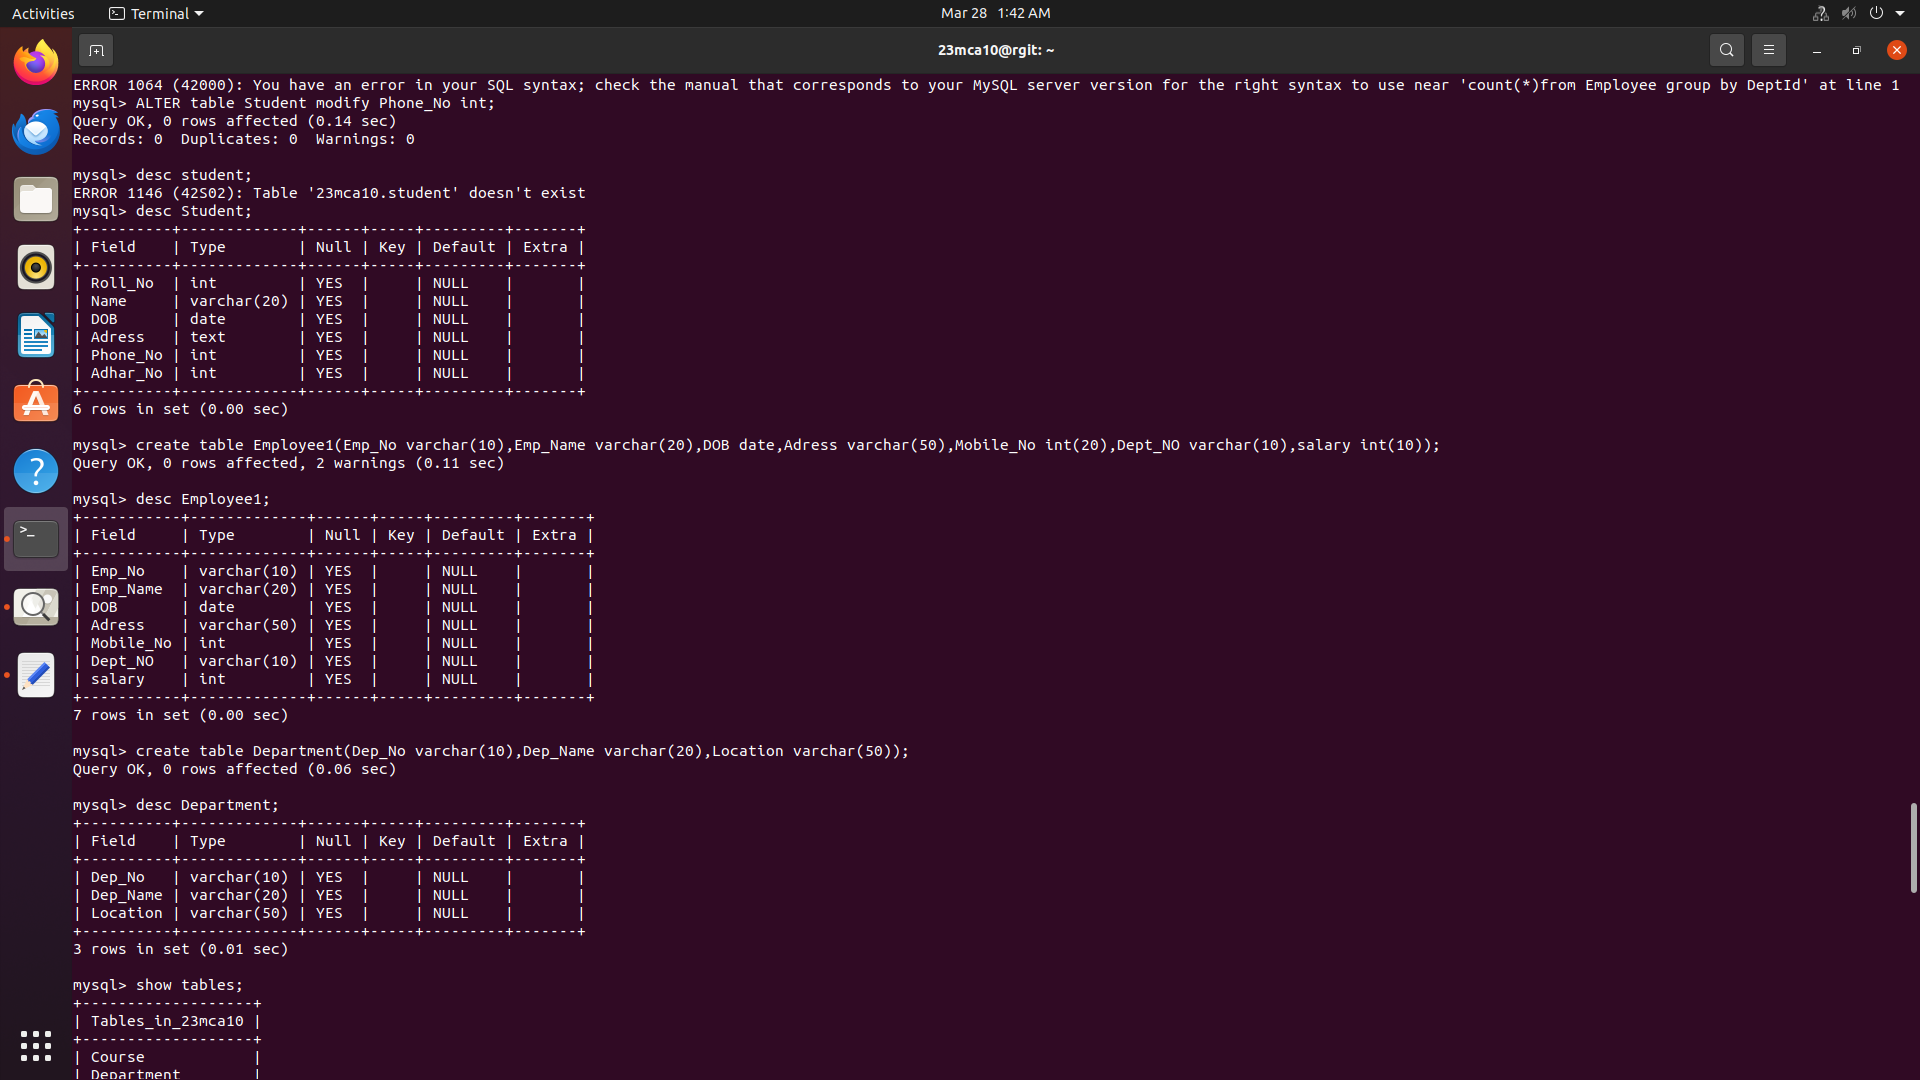 Activities
Terminal
Mar 28 1:42 AM
23mca10@rgit: ~
ERROR 1064 (42000): You have an error in your SQL syntax; check the manual that corresponds to your MySQL server version for the right syntax to use near 'count(*)from Employee group by DeptId' at line 1
mysql> ALTER table Student modify Phone_No int;
Query OK, 0 rows affected (0.14 sec)
Records: 0  Duplicates: 0  Warnings: 0
mysql> desc student;
ERROR 1146 (42S02): Table '23mca10.student' doesn't exist
mysql> desc Student;
+----------+-------------+------+-----+---------+-------+
| Field    | Type        | Null | Key | Default | Extra |
+----------+-------------+------+-----+---------+-------+
| Roll_No  | int         | YES  |     | NULL    |       |
| Name     | varchar(20) | YES  |     | NULL    |       |
| DOB      | date        | YES  |     | NULL    |       |
| Adress   | text        | YES  |     | NULL    |       |
| Phone_No | int         | YES  |     | NULL    |       |
| Adhar_No | int         | YES  |     | NULL    |       |
+----------+-------------+------+-----+---------+-------+
6 rows in set (0.00 sec)
mysql> create table Employee1(Emp_No varchar(10),Emp_Name varchar(20),DOB date,Adress varchar(50),Mobile_No int(20),Dept_NO varchar(10),salary int(10));
Query OK, 0 rows affected, 2 warnings (0.11 sec)
mysql> desc Employee1;
+-----------+-------------+------+-----+---------+-------+
| Field     | Type        | Null | Key | Default | Extra |
+-----------+-------------+------+-----+---------+-------+
| Emp_No    | varchar(10) | YES  |     | NULL    |       |
| Emp_Name  | varchar(20) | YES  |     | NULL    |       |
| DOB       | date        | YES  |     | NULL    |       |
| Adress    | varchar(50) | YES  |     | NULL    |       |
| Mobile_No | int         | YES  |     | NULL    |       |
| Dept_NO   | varchar(10) | YES  |     | NULL    |       |
| salary    | int         | YES  |     | NULL    |       |
+-----------+-------------+------+-----+---------+-------+
7 rows in set (0.00 sec)
mysql> create table Department(Dep_No varchar(10),Dep_Name varchar(20),Location varchar(50));
Query OK, 0 rows affected (0.06 sec)
mysql> desc Department;
+----------+-------------+------+-----+---------+-------+
| Field    | Type        | Null | Key | Default | Extra |
+----------+-------------+------+-----+---------+-------+
| Dep_No   | varchar(10) | YES  |     | NULL    |       |
| Dep_Name | varchar(20) | YES  |     | NULL    |       |
| Location | varchar(50) | YES  |     | NULL    |       |
+----------+-------------+------+-----+---------+-------+
3 rows in set (0.01 sec)
mysql> show tables;
+-------------------+
| Tables_in_23mca10 |
+-------------------+
| Course            |
| Department        |